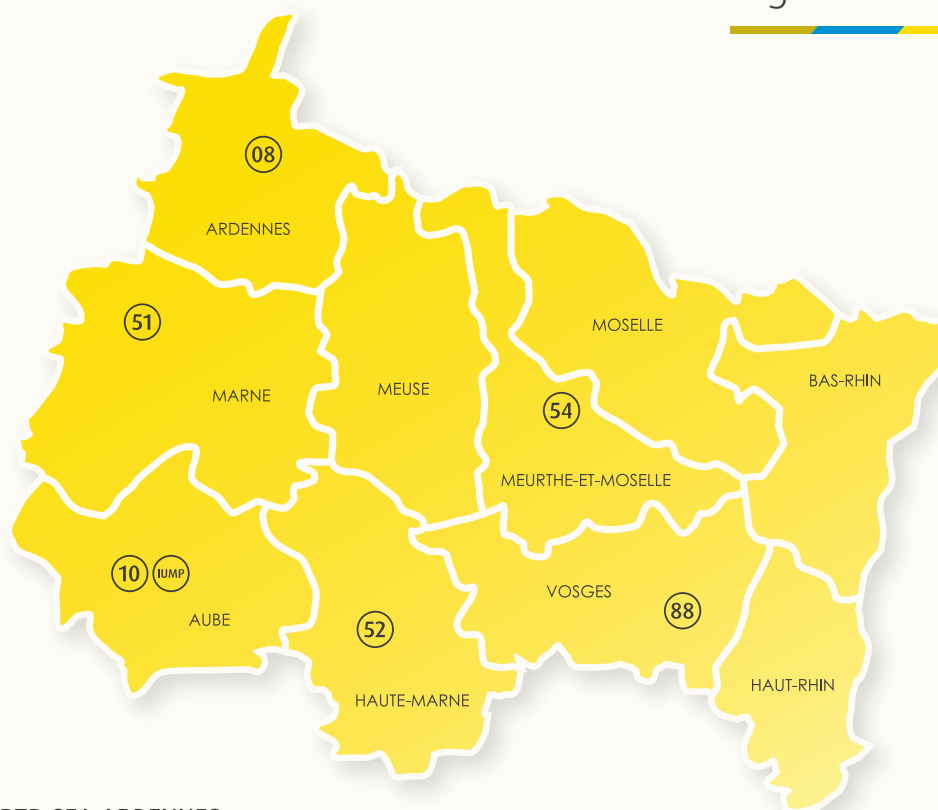 08
ARDENNES
51
MOSELLE
MARNE
MEUSE
BAS-RHIN
54
MEURTHE-ET-MOSELLE
10 IUMP
VOSGES
88
AUBE
52
HAUT-RHIN
HAUTE-MARNE